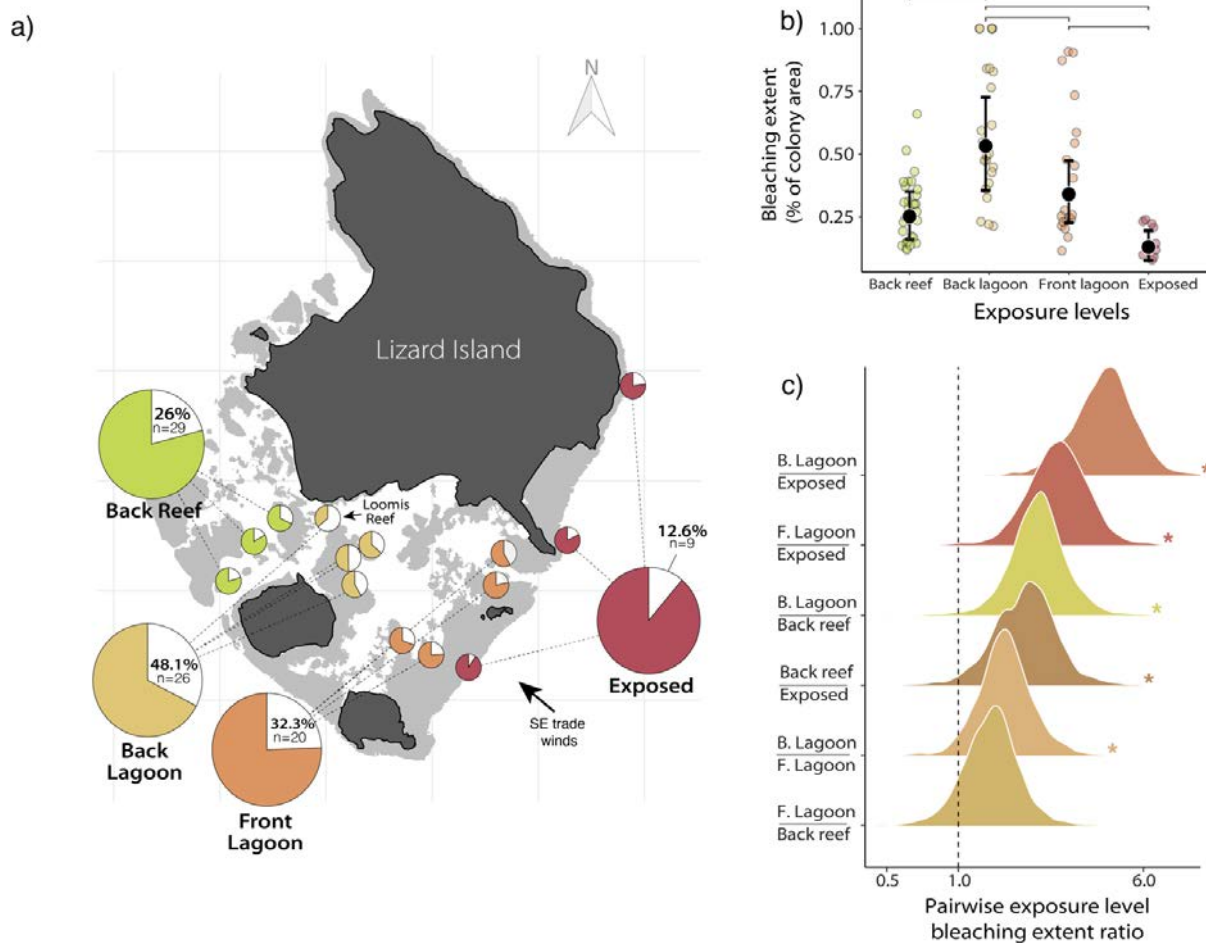 a)
N
Lizard Island
26%
n=29
Back Reef
Loomis
Reef
12.6%
n=9
Exposed
48.1%
n=26
Back
Lagoon
32.3%
n=20
Front
Lagoon
SE trade
winds
b)
Bleaching extent
(% of colony area)
1.00
0.75
0.50
0.25
Back reef Back lagoon Front lagoon Exposed
Exposure levels
c)
B. Lagoon
Exposed
*
F. Lagoon
Exposed
*
B. Lagoon
Back reef
*
Back reef
Exposed
*
B. Lagoon
F. Lagoon
*
F. Lagoon
Back reef
0.5 1.0 6.0
Pairwise exposure level
bleaching extent ratio